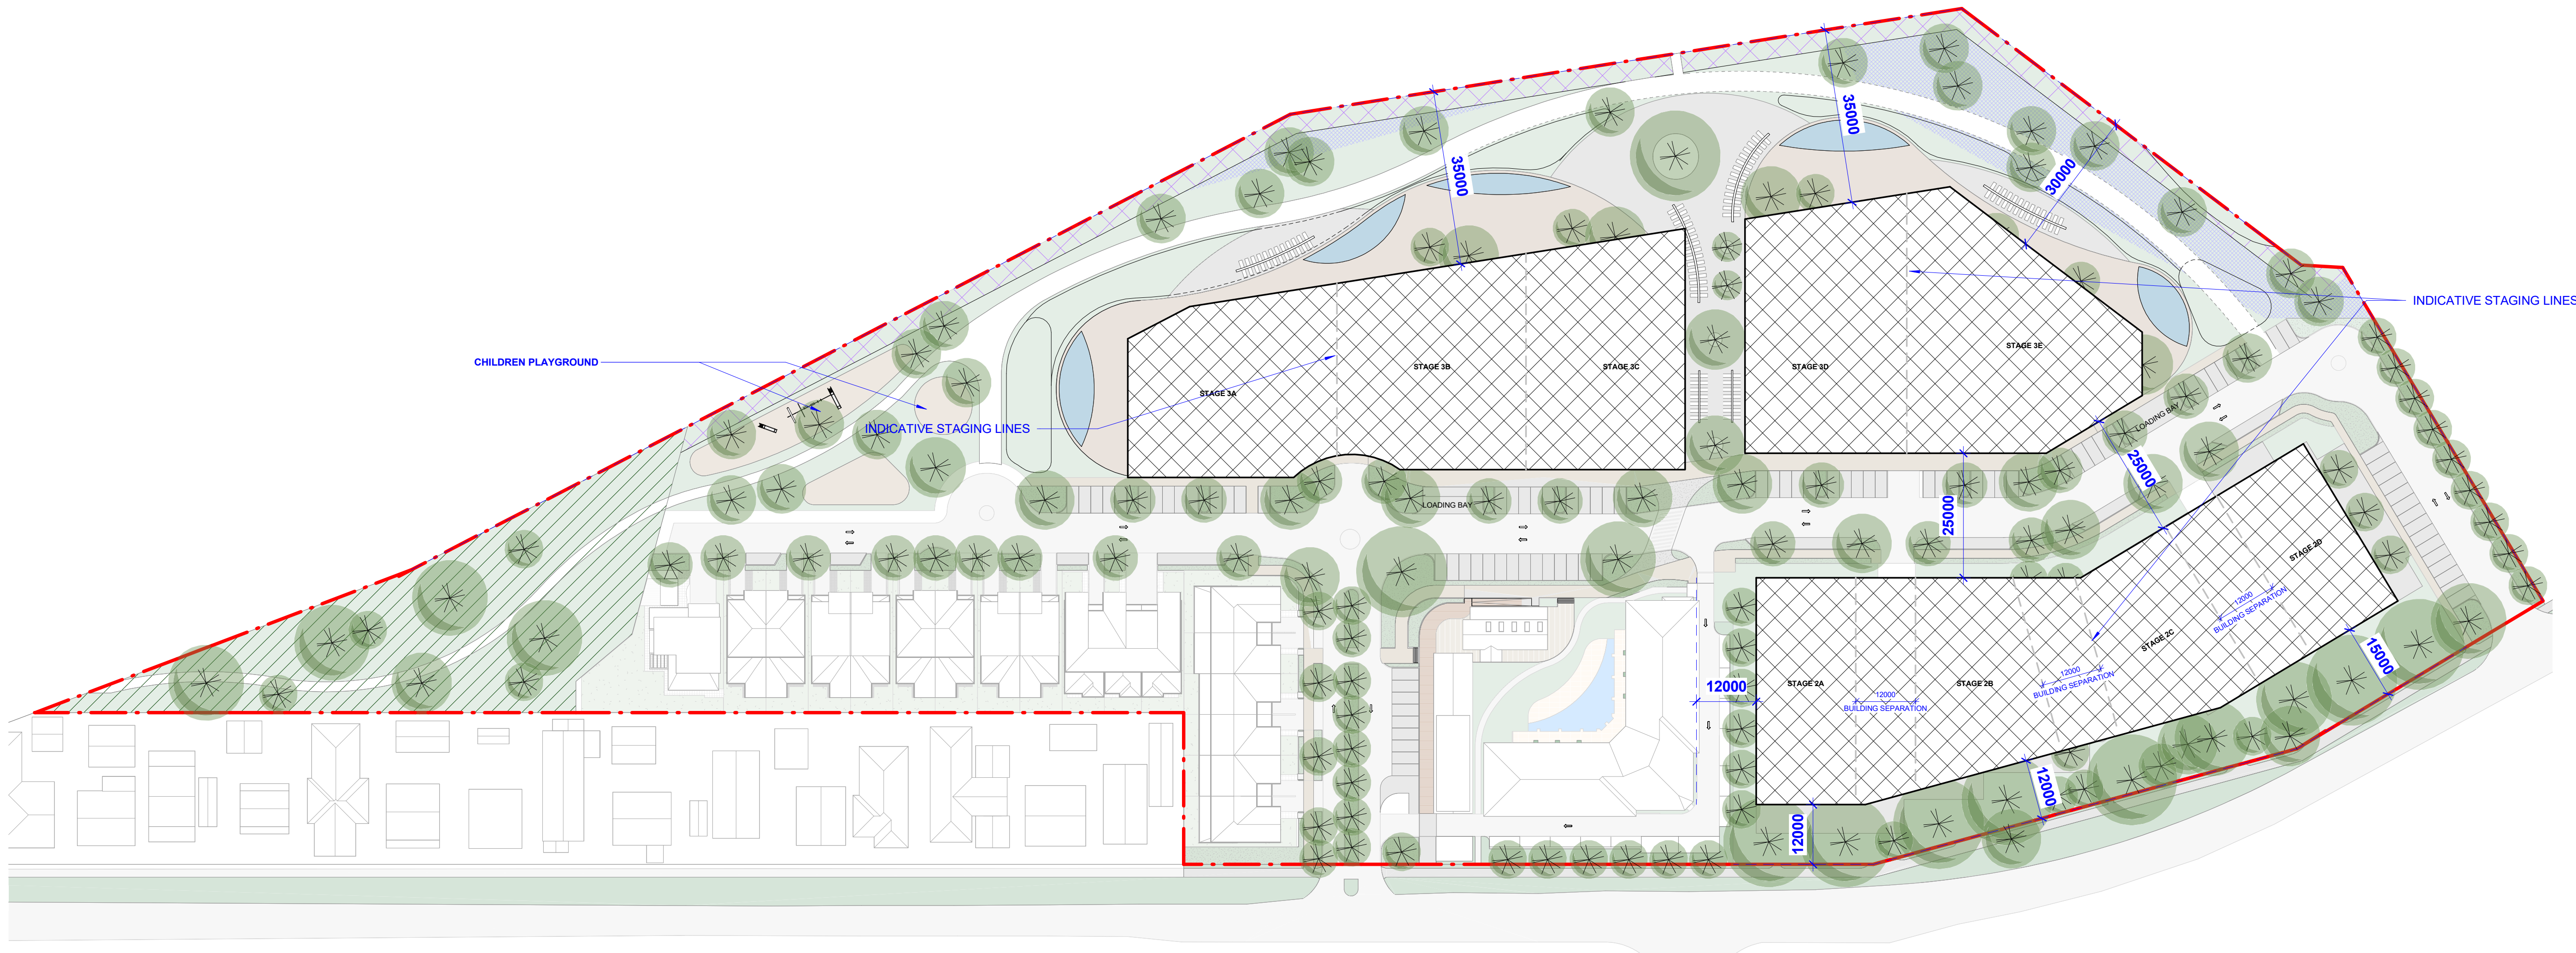 35000
35000
30000
INDICATIVE STAGING LINES
CHILDREN PLAYGROUND
STAGE 3A
STAGE 3B
STAGE 3C
STAGE 3D
STAGE 3E
INDICATIVE STAGING LINES
LOADING BAY
LOADING BAY
25000
25000
STAGE 2D
12000
BUILDING SEPARATION
STAGE 2C
12000
BUILDING SEPARATION
15000
12000
STAGE 2A
STAGE 2B
12000
BUILDING SEPARATION
12000
12000